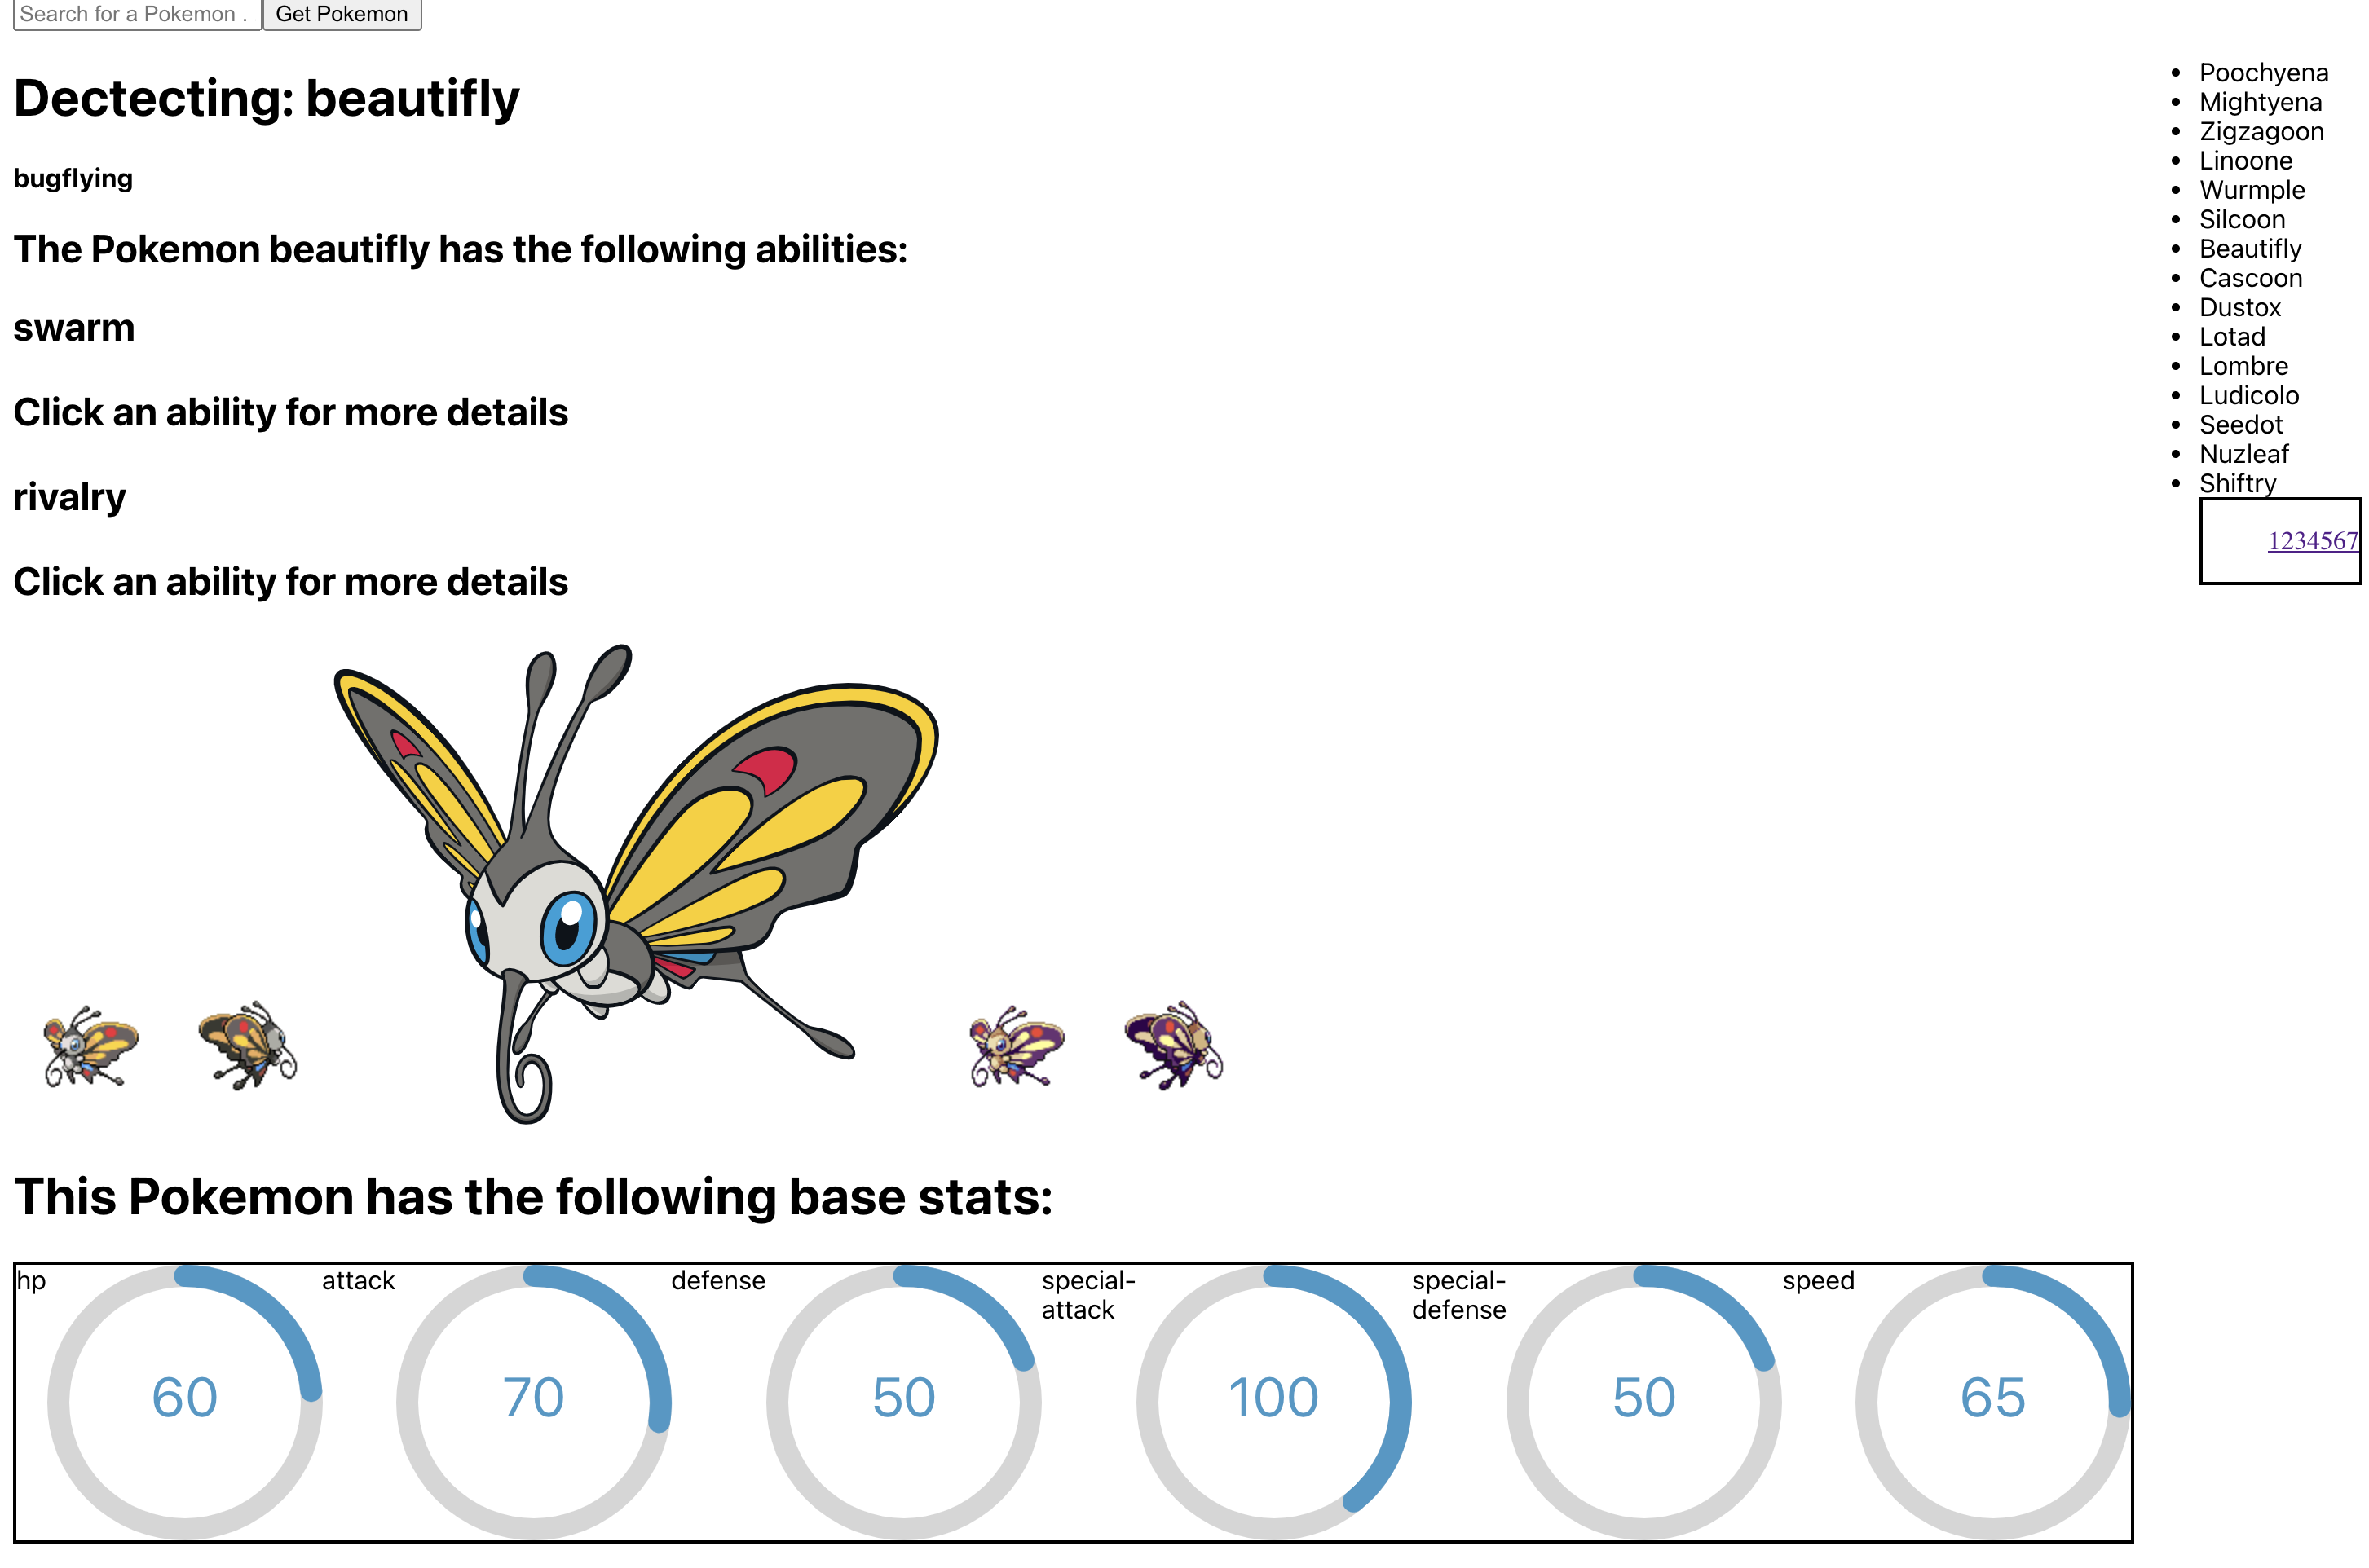 Search for a Pokemon .
Get Pokemon
Dectecting: beautifly
bugflying
The Pokemon beautifly has the following abilities:
swarm
Click an ability for more details
rivalry
Click an ability for more details
Poochyena
Mightyena
Zigzagoon
Linoone
Wurmple
Silcoon
Beautifly
Cascoon
Dustox
Lotad
Lombre
Ludicolo
Seedot
Nuzleaf
Shiftry
1234567
This Pokemon has the following base stats:
hp
60
attack
70
defense
50
special-
attack
100
special-
defense
50
speed
65